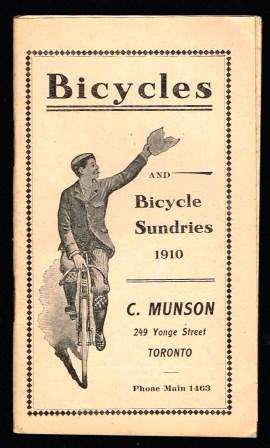 Bicycles
AND
Bicycle
Sundries
1910
C. MUNSON
249 Yonge Street
TORONTO
Phone Main 1463